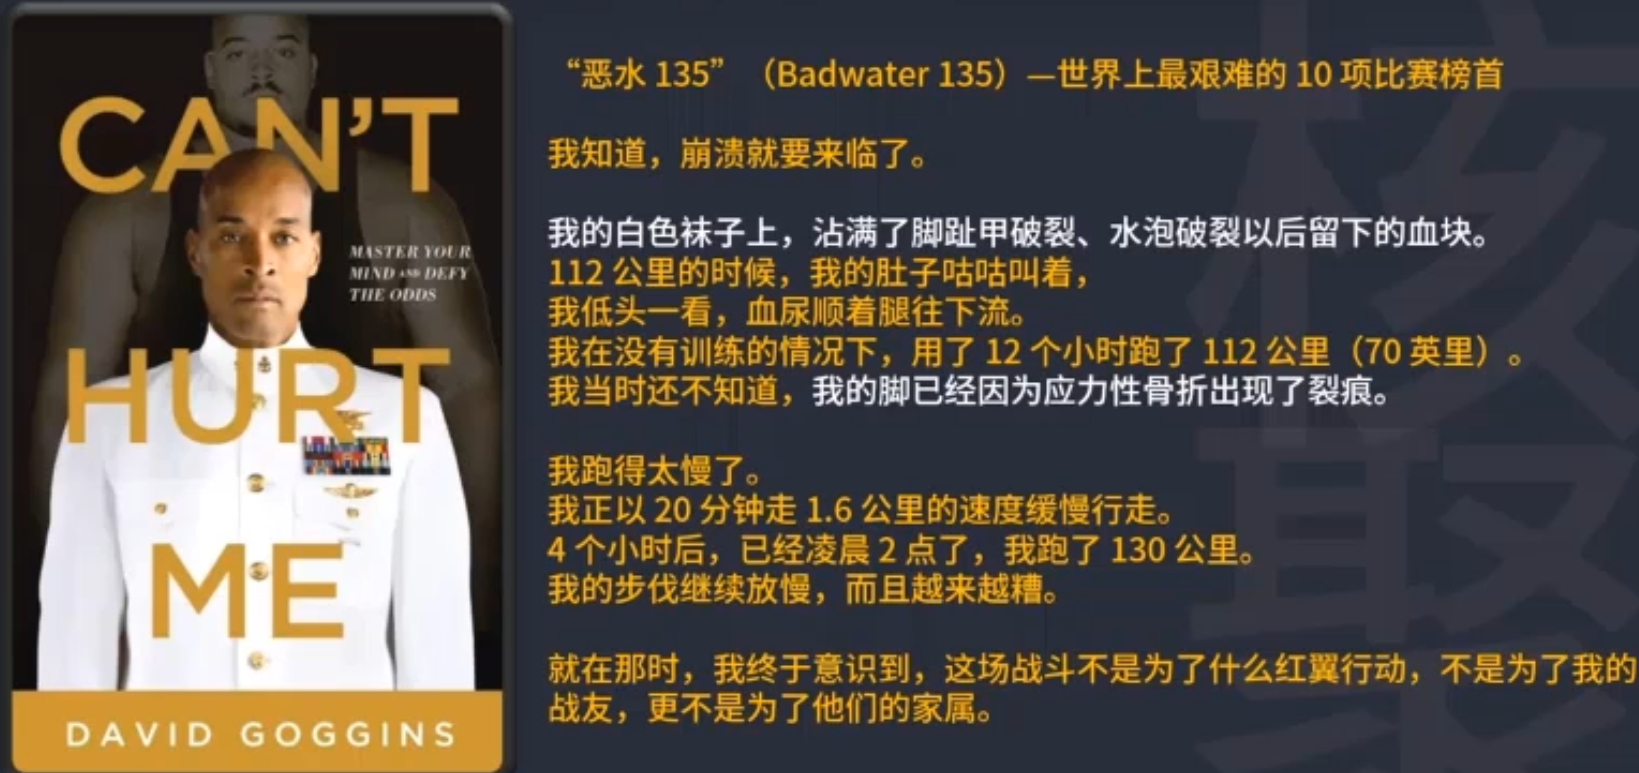 CAN'T
MASTER YOUR
MIND AND DEFY
THE ODDS
HURT
ME
DAVID GOGGINS
“恶水 135”（Badwater 135）—世界上最艰难的 10 项比赛榜首
我知道，崩溃就要来临了。
我的白色袜子上，沾满了脚趾甲破裂、水泡破裂以后留下的血块。
112 公里的时候，我的肚子咕咕叫着，
我低头一看，血尿顺着腿往下流。
我在没有训练的情况下，用了 12 个小时跑了 112 公里（70 英里）。
我当时还不知道，我的脚已经因为应力性骨折出现了裂痕。
我跑得太慢了。
我正以 20 分钟走 1.6 公里的速度缓慢行走。
4 个小时后，已经凌晨 2 点了，我跑了 130 公里。
我的步伐继续放慢，而且越来越糟。
就在那时，我终于意识到，这场战斗不是为了什么红翼行动，不是为了我的
战友，更不是为了他们的家属。
核
聚